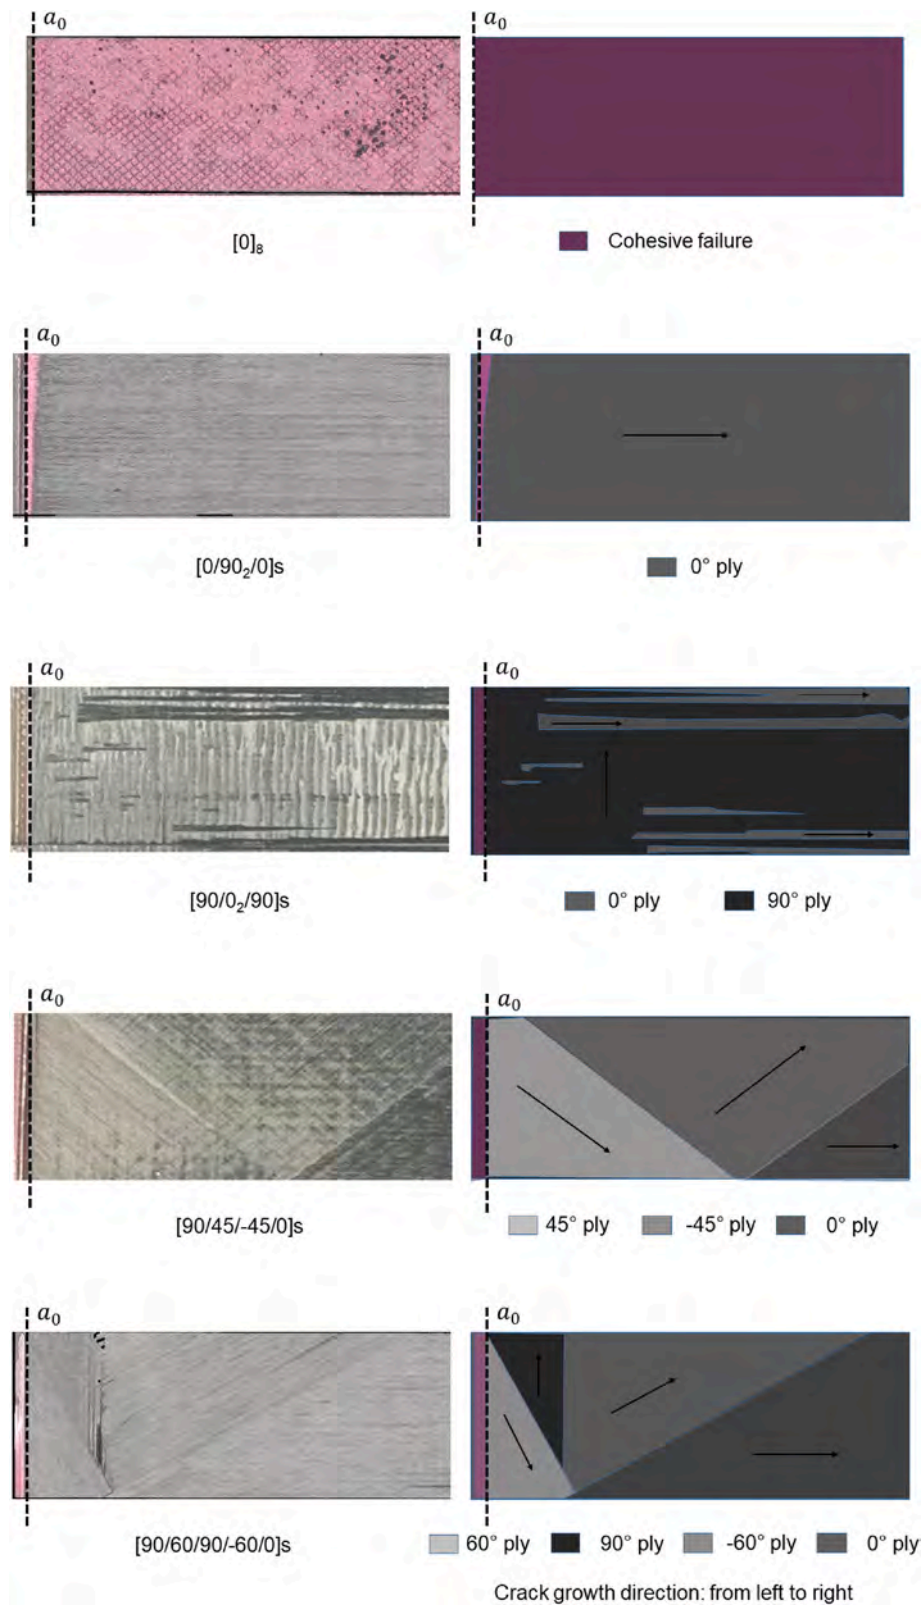 a₀ a₀
[0]₈ Cohesive failure
a₀ a₀
[0/90₂/0]s 0° ply
a₀ a₀
[90/0₂/90]s 0° ply 90° ply
a₀ a₀
[90/45/-45/0]s 45° ply -45° ply 0° ply
a₀ a₀
[90/60/90/-60/0]s 60° ply 90° ply -60° ply 0° ply
Crack growth direction: from left to right